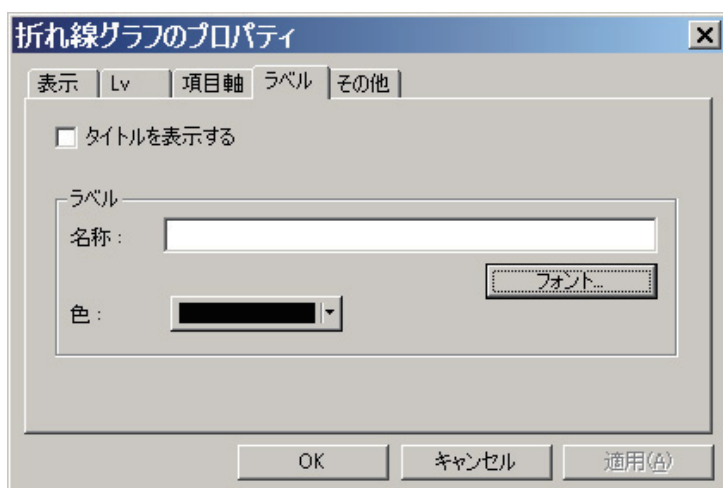 折れ線グラフのプロパティ
表示 Lv 項目軸 ラベル その他
タイトルを表示する
ラベル
名称：
フォント...
色：
OK キャンセル 適用(A)